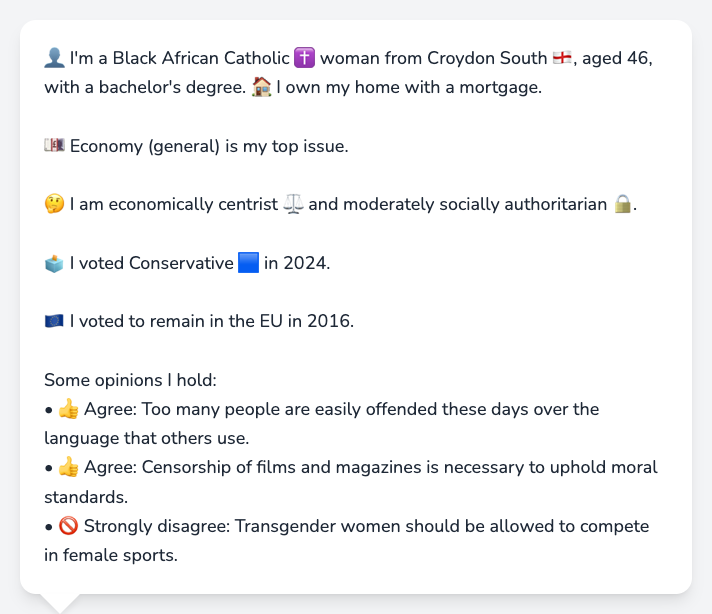 👤 I'm a Black African Catholic ✝️ woman from Croydon South 🏴󠁧󠁢󠁥󠁮󠁧󠁿, aged 46,
with a bachelor's degree. 🏠 I own my home with a mortgage.
💷 Economy (general) is my top issue.
🤔 I am economically centrist ⚖️ and moderately socially authoritarian 🔒.
🗳️ I voted Conservative 🟦 in 2024.
🇪🇺 I voted to remain in the EU in 2016.
Some opinions I hold:
• 👍 Agree: Too many people are easily offended these days over the
language that others use.
• 👍 Agree: Censorship of films and magazines is necessary to uphold moral
standards.
• 🚫 Strongly disagree: Transgender women should be allowed to compete
in female sports.